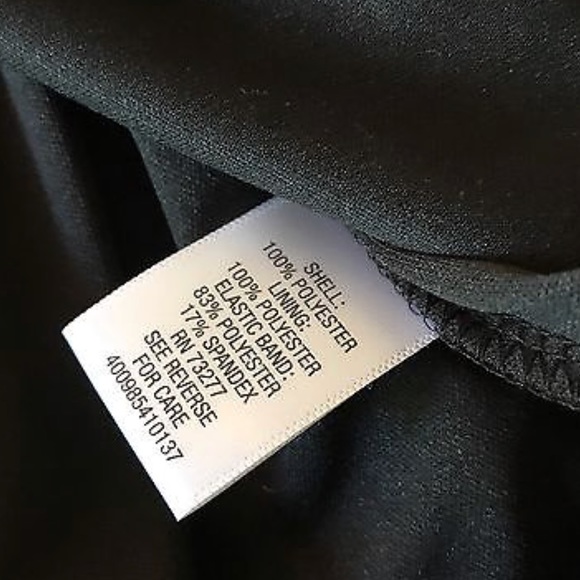 SHELL:
100% POLYESTER
LINING:
100% POLYESTER
ELASTIC BAND:
83% POLYESTER
17% SPANDEX
RN 73277
SEE REVERSE
FOR CARE
400985410137